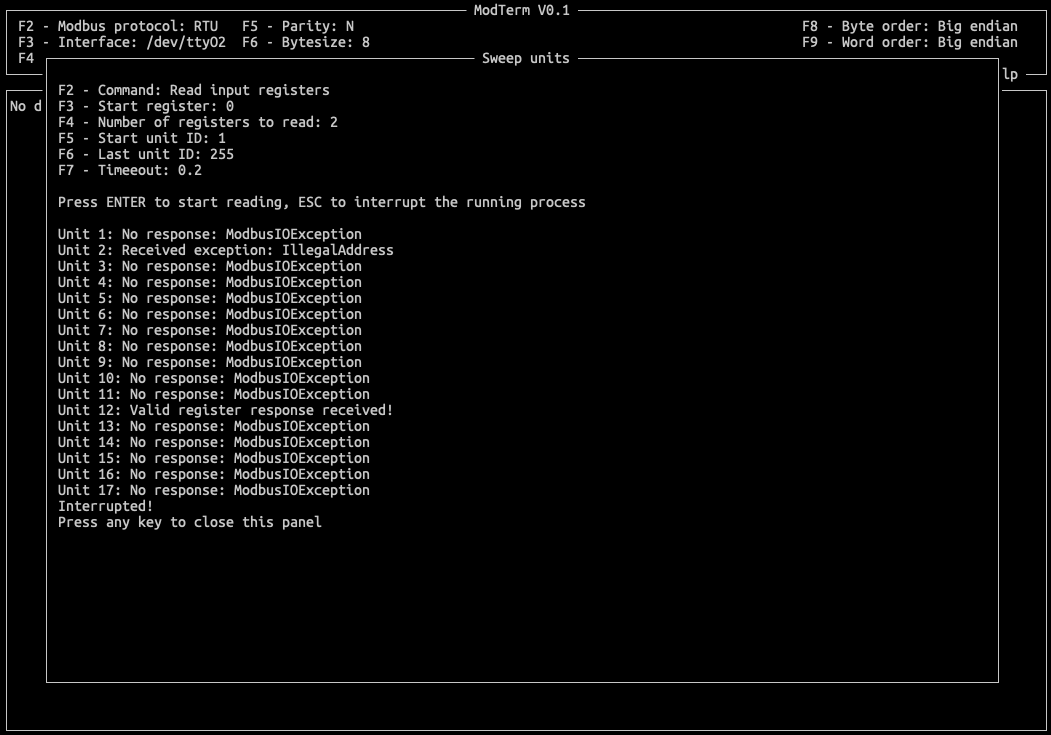 ModTerm V0.1
F2 - Modbus protocol: RTU   F5 - Parity: N   F8 - Byte order: Big endian
F3 - Interface: /dev/ttyO2  F6 - Bytesize: 8   F9 - Word order: Big endian
F4
Sweep units
lp
No d
F2 - Command: Read input registers
F3 - Start register: 0
F4 - Number of registers to read: 2
F5 - Start unit ID: 1
F6 - Last unit ID: 255
F7 - Timeeout: 0.2
Press ENTER to start reading, ESC to interrupt the running process
Unit 1: No response: ModbusIOException
Unit 2: Received exception: IllegalAddress
Unit 3: No response: ModbusIOException
Unit 4: No response: ModbusIOException
Unit 5: No response: ModbusIOException
Unit 6: No response: ModbusIOException
Unit 7: No response: ModbusIOException
Unit 8: No response: ModbusIOException
Unit 9: No response: ModbusIOException
Unit 10: No response: ModbusIOException
Unit 11: No response: ModbusIOException
Unit 12: Valid register response received!
Unit 13: No response: ModbusIOException
Unit 14: No response: ModbusIOException
Unit 15: No response: ModbusIOException
Unit 16: No response: ModbusIOException
Unit 17: No response: ModbusIOException
Interrupted!
Press any key to close this panel